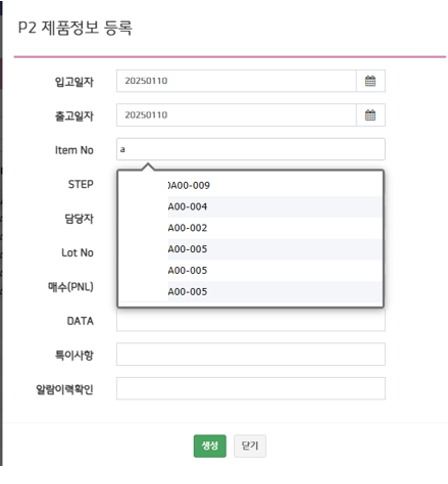 P2 제품정보 등록
입고일자 20250110
출고일자 20250110
Item No a
STEP
담당자
Lot No
매수(PNL)
DATA
특이사항
알람이력확인
A00-009
A00-004
A00-002
A00-005
A00-005
A00-005
생성 닫기